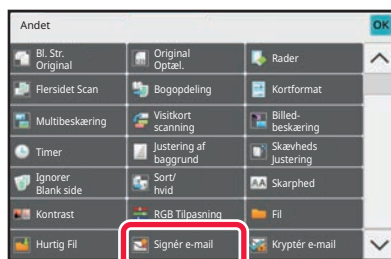 Andet
OK
Bl. Str.
Original
Original
Optæl.
Rader
Flersidet Scan
Bogopdeling
Kortformat
Multibeskæring
Visitkort
scanning
Billed-
beskæring
Timer
Justering af
baggrund
Skævheds
Justering
Ignorer
Blank side
Sort/
hvid
AA Skarphed
Kontrast
RGB Tilpasning
Fil
Hurtig Fil
Signér e-mail
Kryptér e-mail